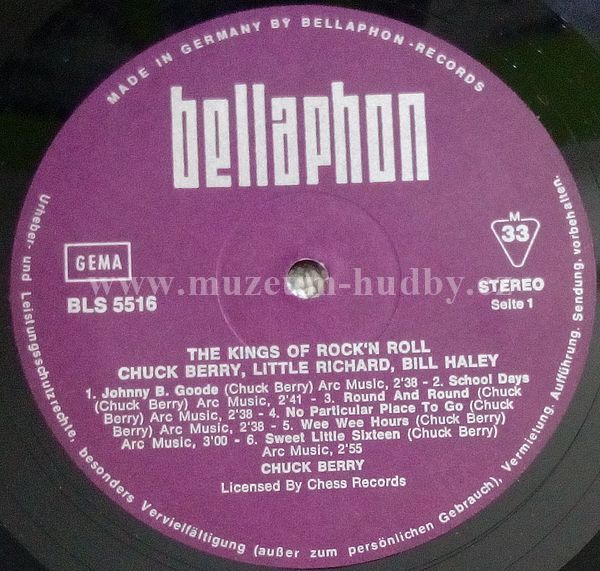 MADE IN GERMANY BY BELLAPHON-RECORDS
bellaphon
GEMA
BLS 5516
M
33
STEREO
Seite 1
www.muzeum-hudby.cz
THE KINGS OF ROCK'N ROLL
CHUCK BERRY, LITTLE RICHARD, BILL HALEY
1. Johnny B. Goode (Chuck Berry) Arc Music, 2'38 - 2. School Days
(Chuck Berry) Arc Music, 2'41 - 3. Round And Round (Chuck
Berry) Arc Music, 2'38 - 4. No Particular Place To Go (Chuck
Berry) Arc Music, 2'38 - 5. Wee Wee Hours (Chuck Berry)
Arc Music, 3'00 - 6. Sweet Little Sixteen (Chuck Berry)
Arc Music, 2'55
CHUCK BERRY
Licensed By Chess Records
Urheber- und Leistungsschutzrechte, besonders Vervielfältigung (außer zum persönlichen Gebrauch), Vermietung, Aufführung, Sendung, vorbehalten.